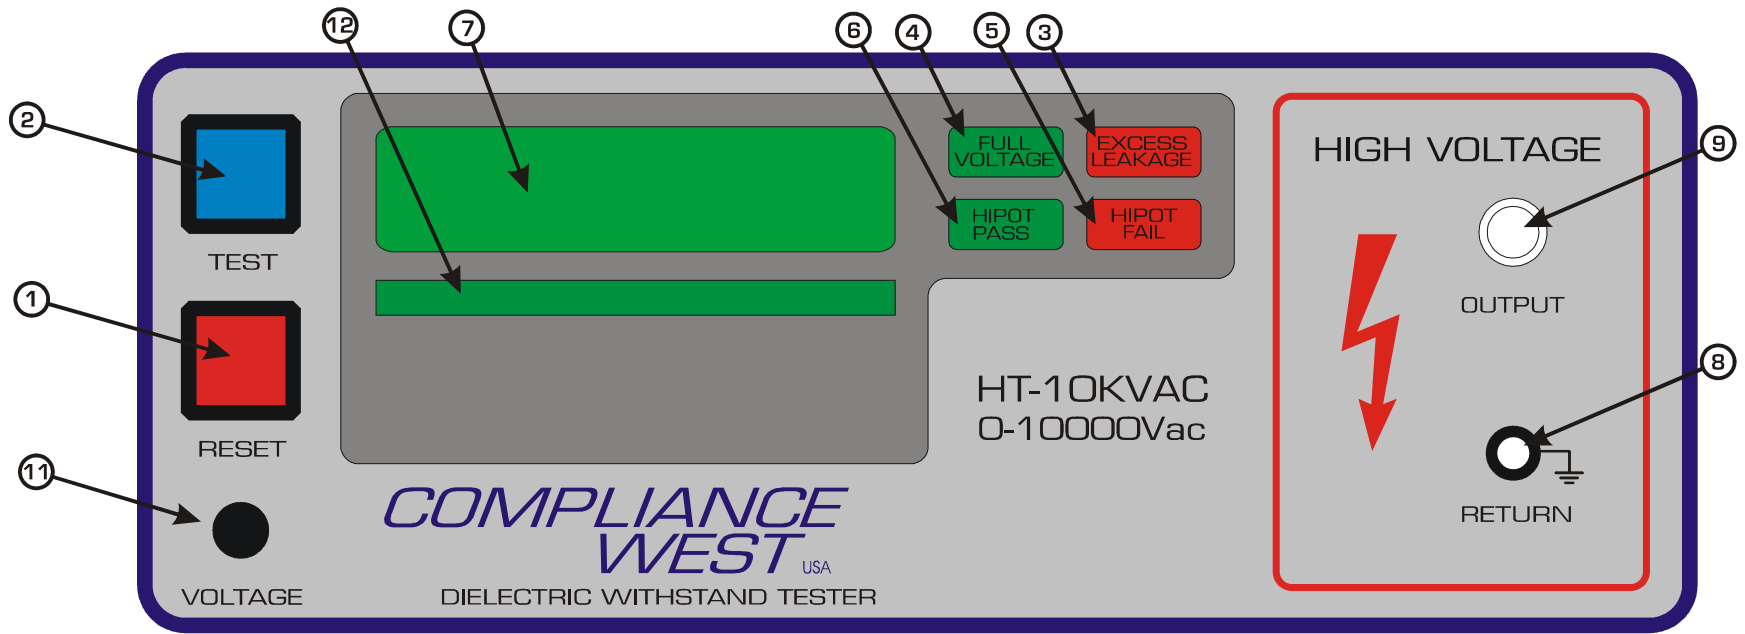 12
7
6
4
5
3
2
9
FULL
VOLTAGE
EXCESS
LEAKAGE
HIGH VOLTAGE
HIPOT
PASS
HIPOT
FAIL
TEST
1
OUTPUT
8
HT-10KVAC
0-10000Vac
RESET
11
COMPLIANCE
WEST USA
RETURN
VOLTAGE
DIELECTRIC WITHSTAND TESTER